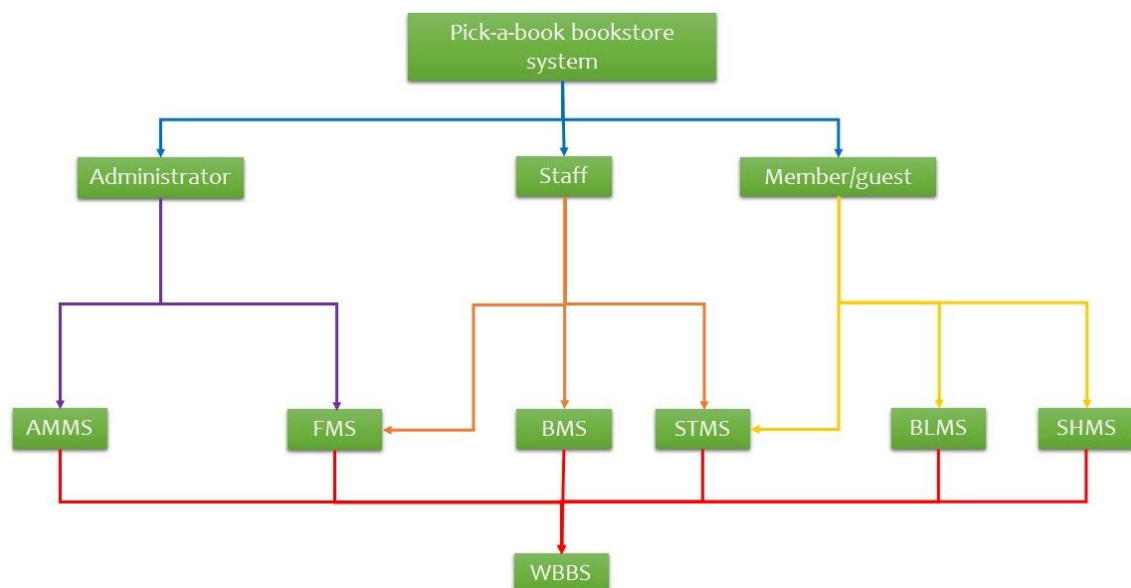 Pick-a-book bookstore
system
Administrator
Staff
Member/guest
AMMS
FMS
BMS
STMS
BLMS
SHMS
WBBS